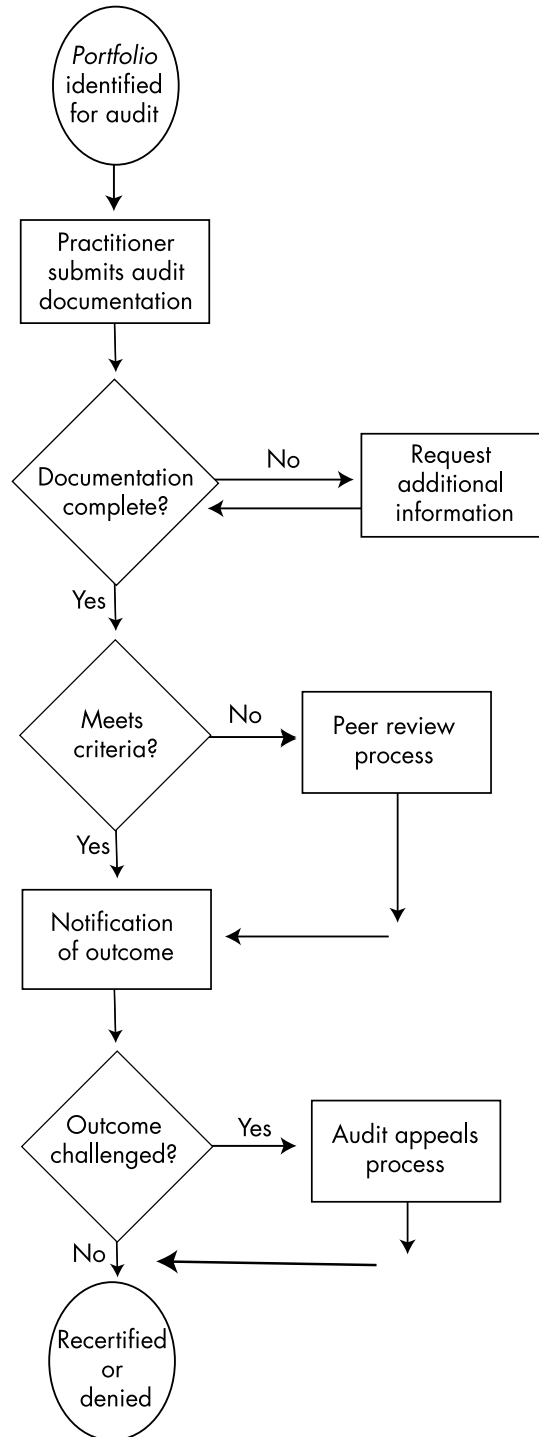 Portfolio
identified
for audit
Practitioner
submits audit
documentation
Documentation
complete?
No
Request
additional
information
Yes
Meets
criteria?
No
Peer review
process
Yes
Notification
of outcome
Outcome
challenged?
Yes
Audit appeals
process
No
Recertified
or
denied